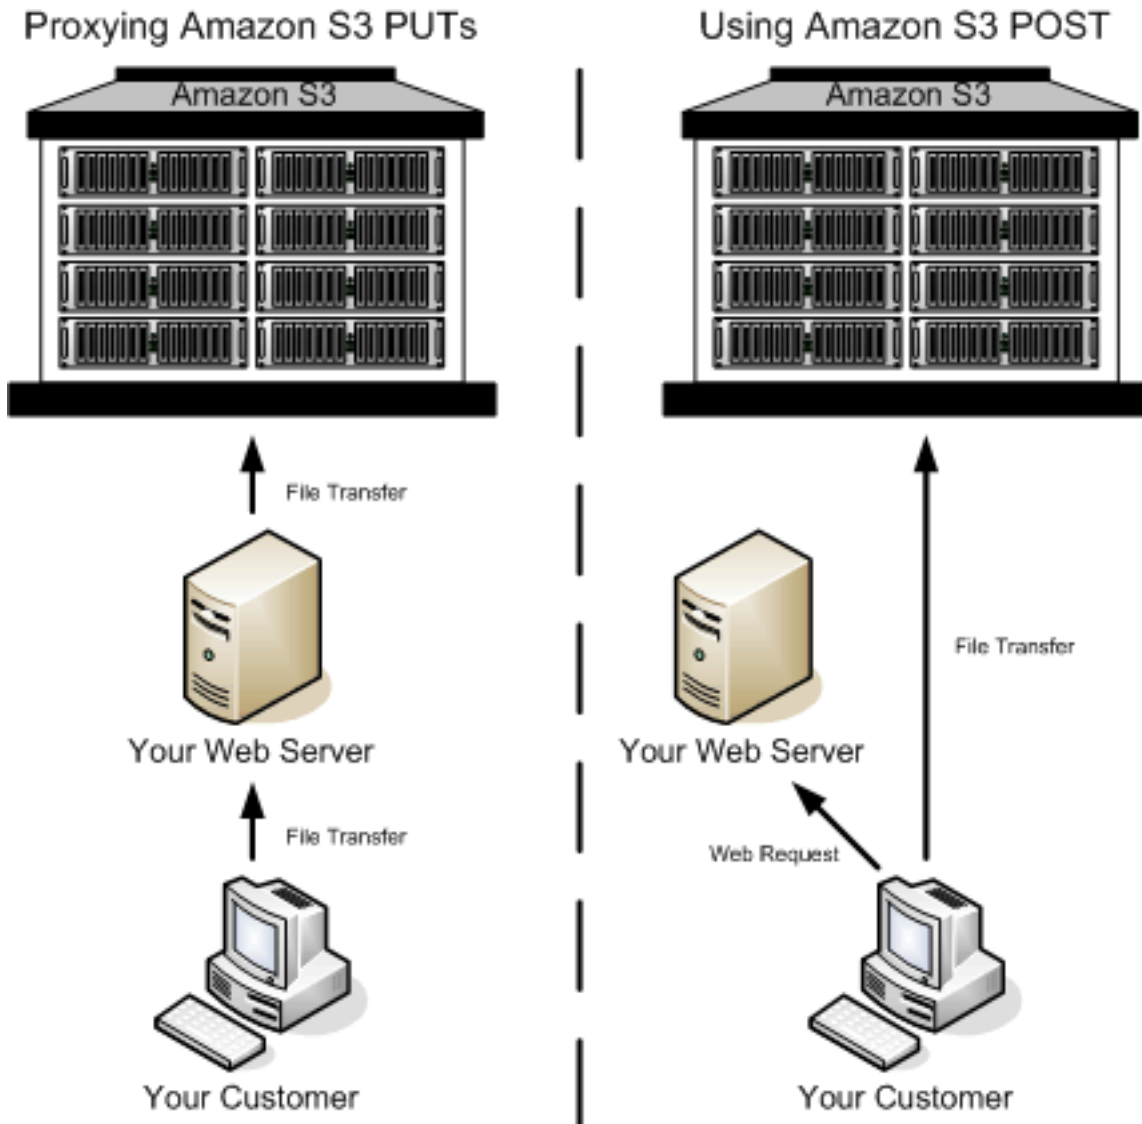 Proxying Amazon S3 PUTs
Amazon S3
File Transfer
Your Web Server
File Transfer
Your Customer
Using Amazon S3 POST
Amazon S3
File Transfer
Your Web Server
Web Request
Your Customer